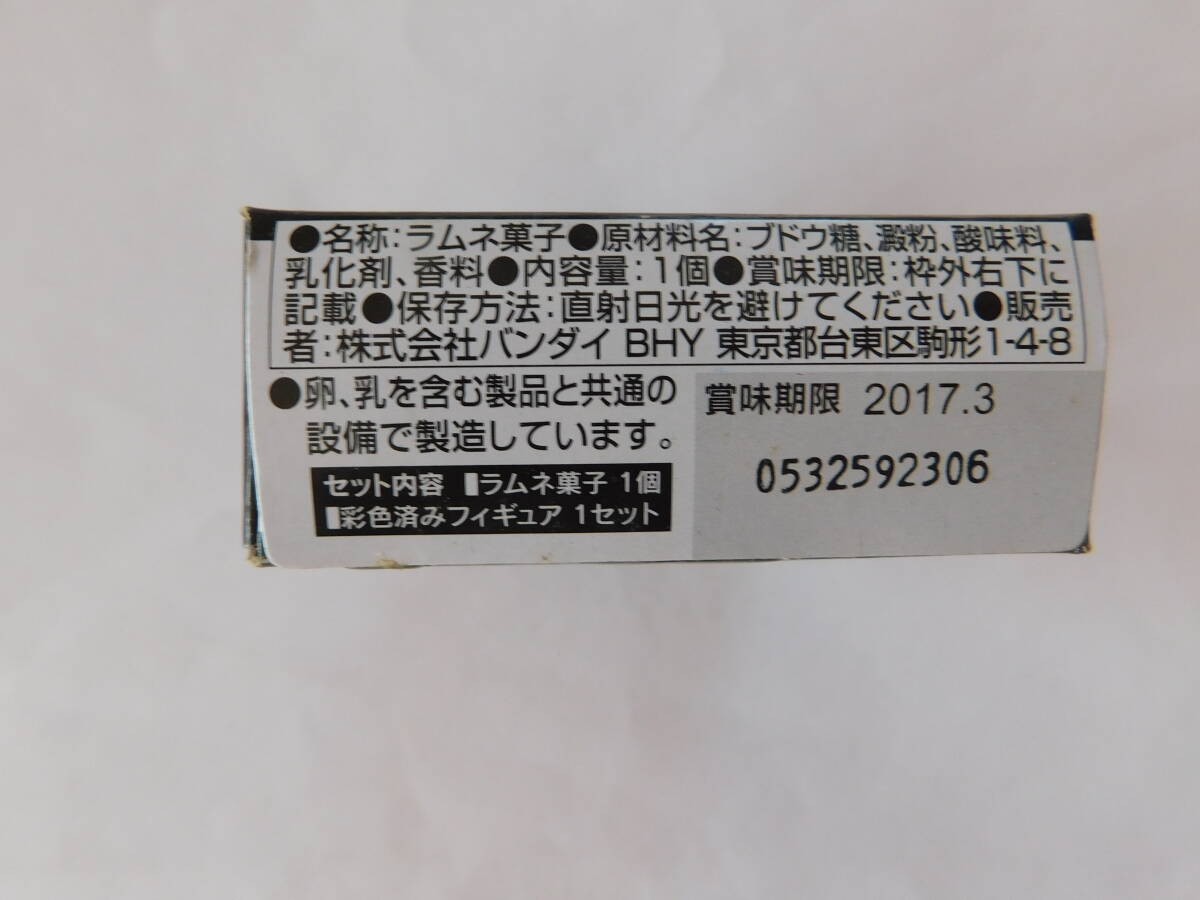 ●名称:ラムネ菓子●原材料名:ブドウ糖、澱粉、酸味料、
乳化剤、香料●内容量:1個●賞味期限:枠外右下に
記載●保存方法:直射日光を避けてください●販売
者:株式会社バンダイ BHY 東京都台東区駒形1-4-8
●卵、乳を含む製品と共通の
設備で製造しています。
セット内容 ▮ラムネ菓子 1個
▮彩色済みフィギュア 1セット
賞味期限 2017.3
0532592306